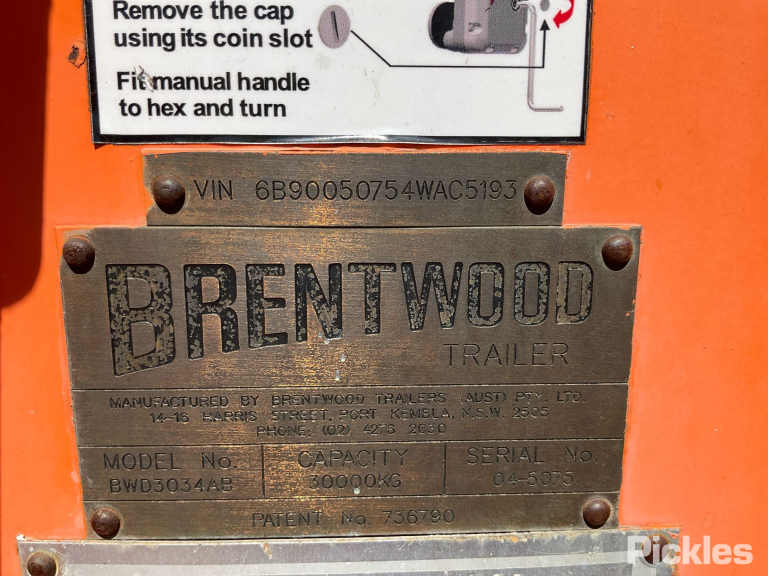 Remove the cap
using its coin slot
Fit manual handle
to hex and turn
VIN 6B90050754WAC5193
BRENTWOOD
TRAILER
MANUFACTURED BY BRENTWOOD TRAILERS (AUST) PTY. LTD.
14-16 HARRIS STREET, PORT KEMBLA, N.S.W. 2505
PHONE: (02) 4276 2630
MODEL No. CAPACITY SERIAL No.
BWD3034AB 30000KG 04-5075
PATENT No 736790
Pickles